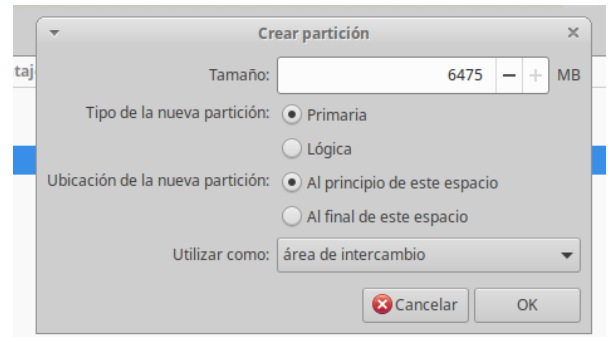 Crear partición
taj
Tamaño: 6475 MB
Tipo de la nueva partición: Primaria
Lógica
Ubicación de la nueva partición: Al principio de este espacio
Al final de este espacio
Utilizar como: área de intercambio
Cancelar OK